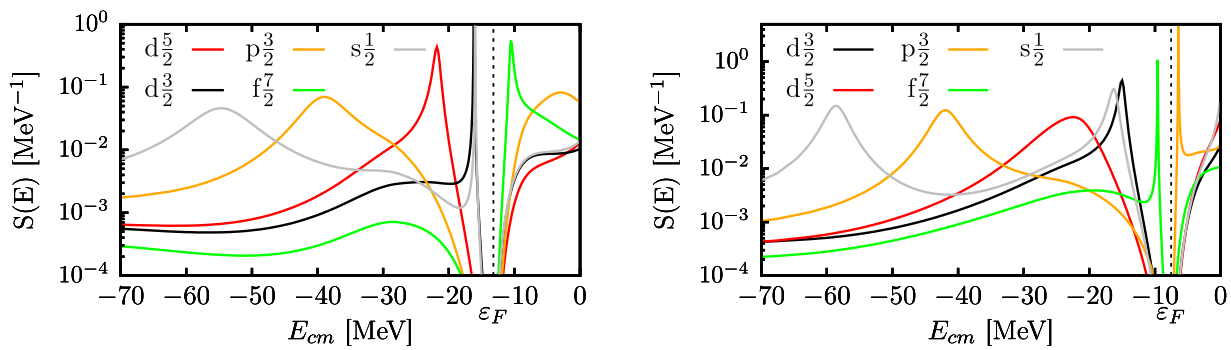 10⁰
10⁻¹
10⁻²
10⁻³
10⁻⁴
S(E) [MeV⁻¹]
d5/2 p3/2 s1/2
d3/2 f7/2
−70 −60 −50 −40 −30 −20 −10 0
ε_F
E_cm [MeV]
10⁰
10⁻¹
10⁻²
10⁻³
10⁻⁴
S(E) [MeV⁻¹]
d3/2 p3/2 s1/2
d5/2 f7/2
−70 −60 −50 −40 −30 −20 −10 0
ε_F
E_cm [MeV]